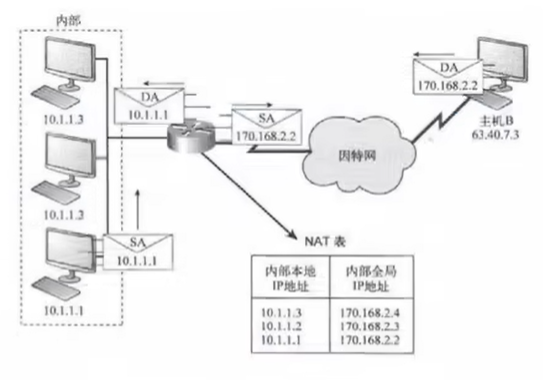 内部
10.1.1.3
DA
10.1.1.1
SA
170.168.2.2
DA
170.168.2.2
主机B
63.40.7.3
因特网
10.1.1.2
SA
10.1.1.1
10.1.1.1
NAT 表
内部本地 内部全局
IP地址 IP地址
10.1.1.3 170.168.2.4
10.1.1.2 170.168.2.3
10.1.1.1 170.168.2.2